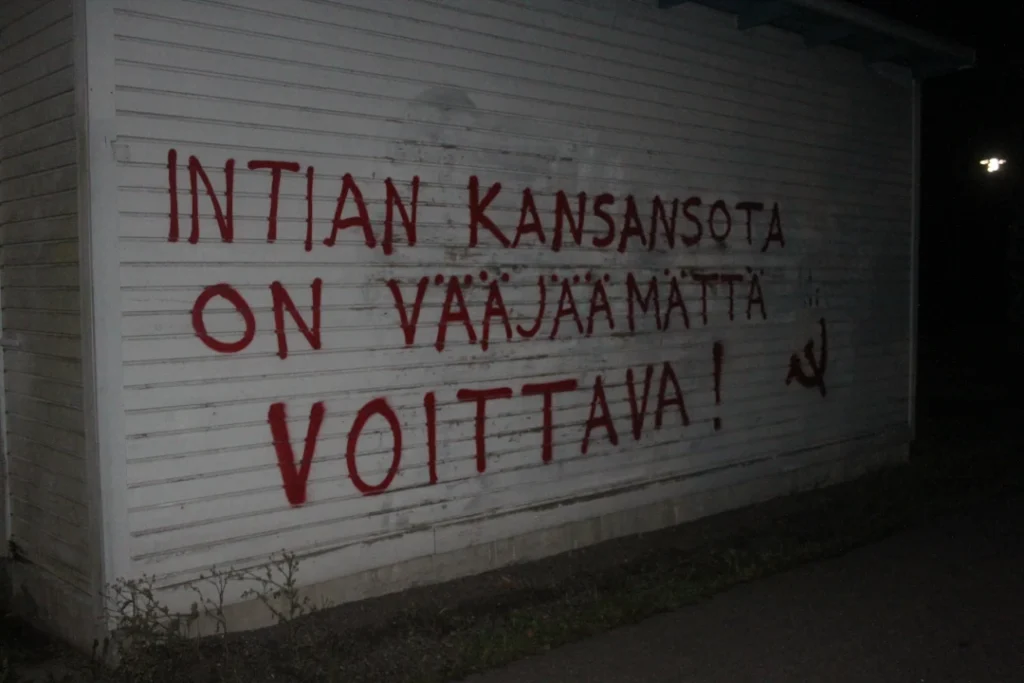 INTIAN KANSANSOTA
ON VÄÄJÄÄMÄTTÄ
VOITTAVA!